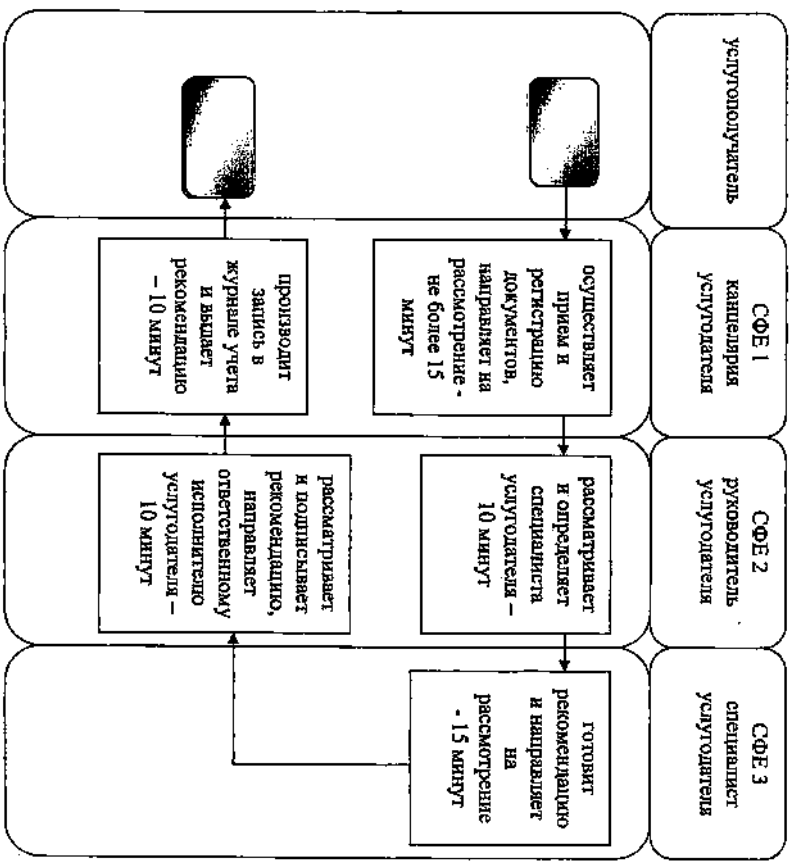 услугополучатель
СФЕ 1
канцелярия
услугодателя
СФЕ 2
руководитель
услугодателя
СФЕ 3
специалист
услугодателя
осуществляет
прием и
регистрацию
документов,
направляет на
рассмотрение -
не более 15
минут
рассматривает
и определяет
специалиста
услугодателя –
10 минут
готовит
рекомендацию
и направляет
на
рассмотрение
- 15 минут
производит
запись в
журнале учета
и выдает
рекомендацию
– 10 минут
рассматривает
и подписывает
рекомендацию,
направляет
ответственному
исполнителю
услугодателя –
10 минут